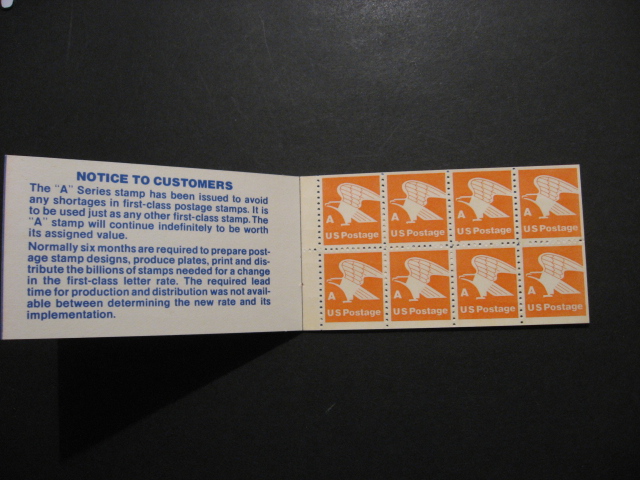 NOTICE TO CUSTOMERS
The "A" Series stamp has been issued to avoid
any shortages in first-class postage stamps. It is
to be used just as any other first-class stamp. The
"A" stamp will continue indefinitely to be worth
its assigned value.
Normally six months are required to prepare post-
age stamp designs, produce plates, print and dis-
tribute the billions of stamps needed for a change
in the first-class letter rate. The required lead
time for production and distribution was not avail-
able between determining the new rate and its
implementation.
A A A A
US Postage US Postage US Postage US Postage
A A A A
US Postage US Postage US Postage US Postage